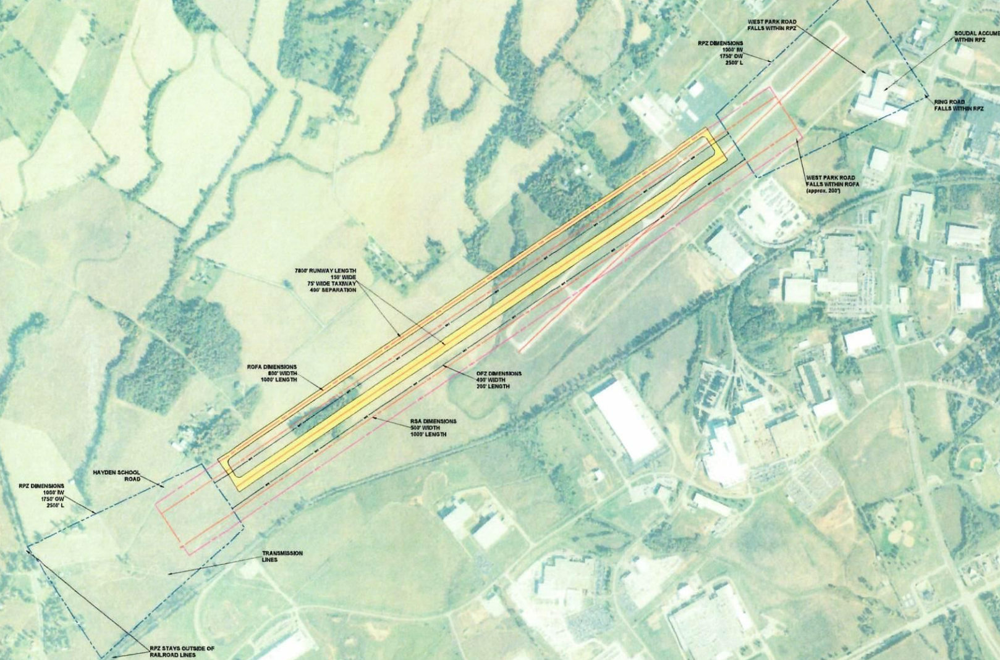 WEST PARK ROAD
FALLS WITHIN RPZ
RPZ DIMENSIONS
1000' IW
1750' OW
2500' L
WITHIN RPZ
RING ROAD
FALLS WITHIN RPZ
WEST PARK ROAD
FALLS WITHIN ROFA
(approx. 200')
7800' RUNWAY LENGTH
150' WIDE
75' WIDE TAXIWAY
400' SEPARATION
ROFA DIMENSIONS
800' WIDTH
1000' LENGTH
OFZ DIMENSIONS
400' WIDTH
200' LENGTH
RSA DIMENSIONS
500' WIDTH
1000' LENGTH
HAYDEN SCHOOL
ROAD
RPZ DIMENSIONS
1000' IW
1750' OW
2500' L
TRANSMISSION
LINES
RPZ STAYS OUTSIDE OF
RAILROAD LINES